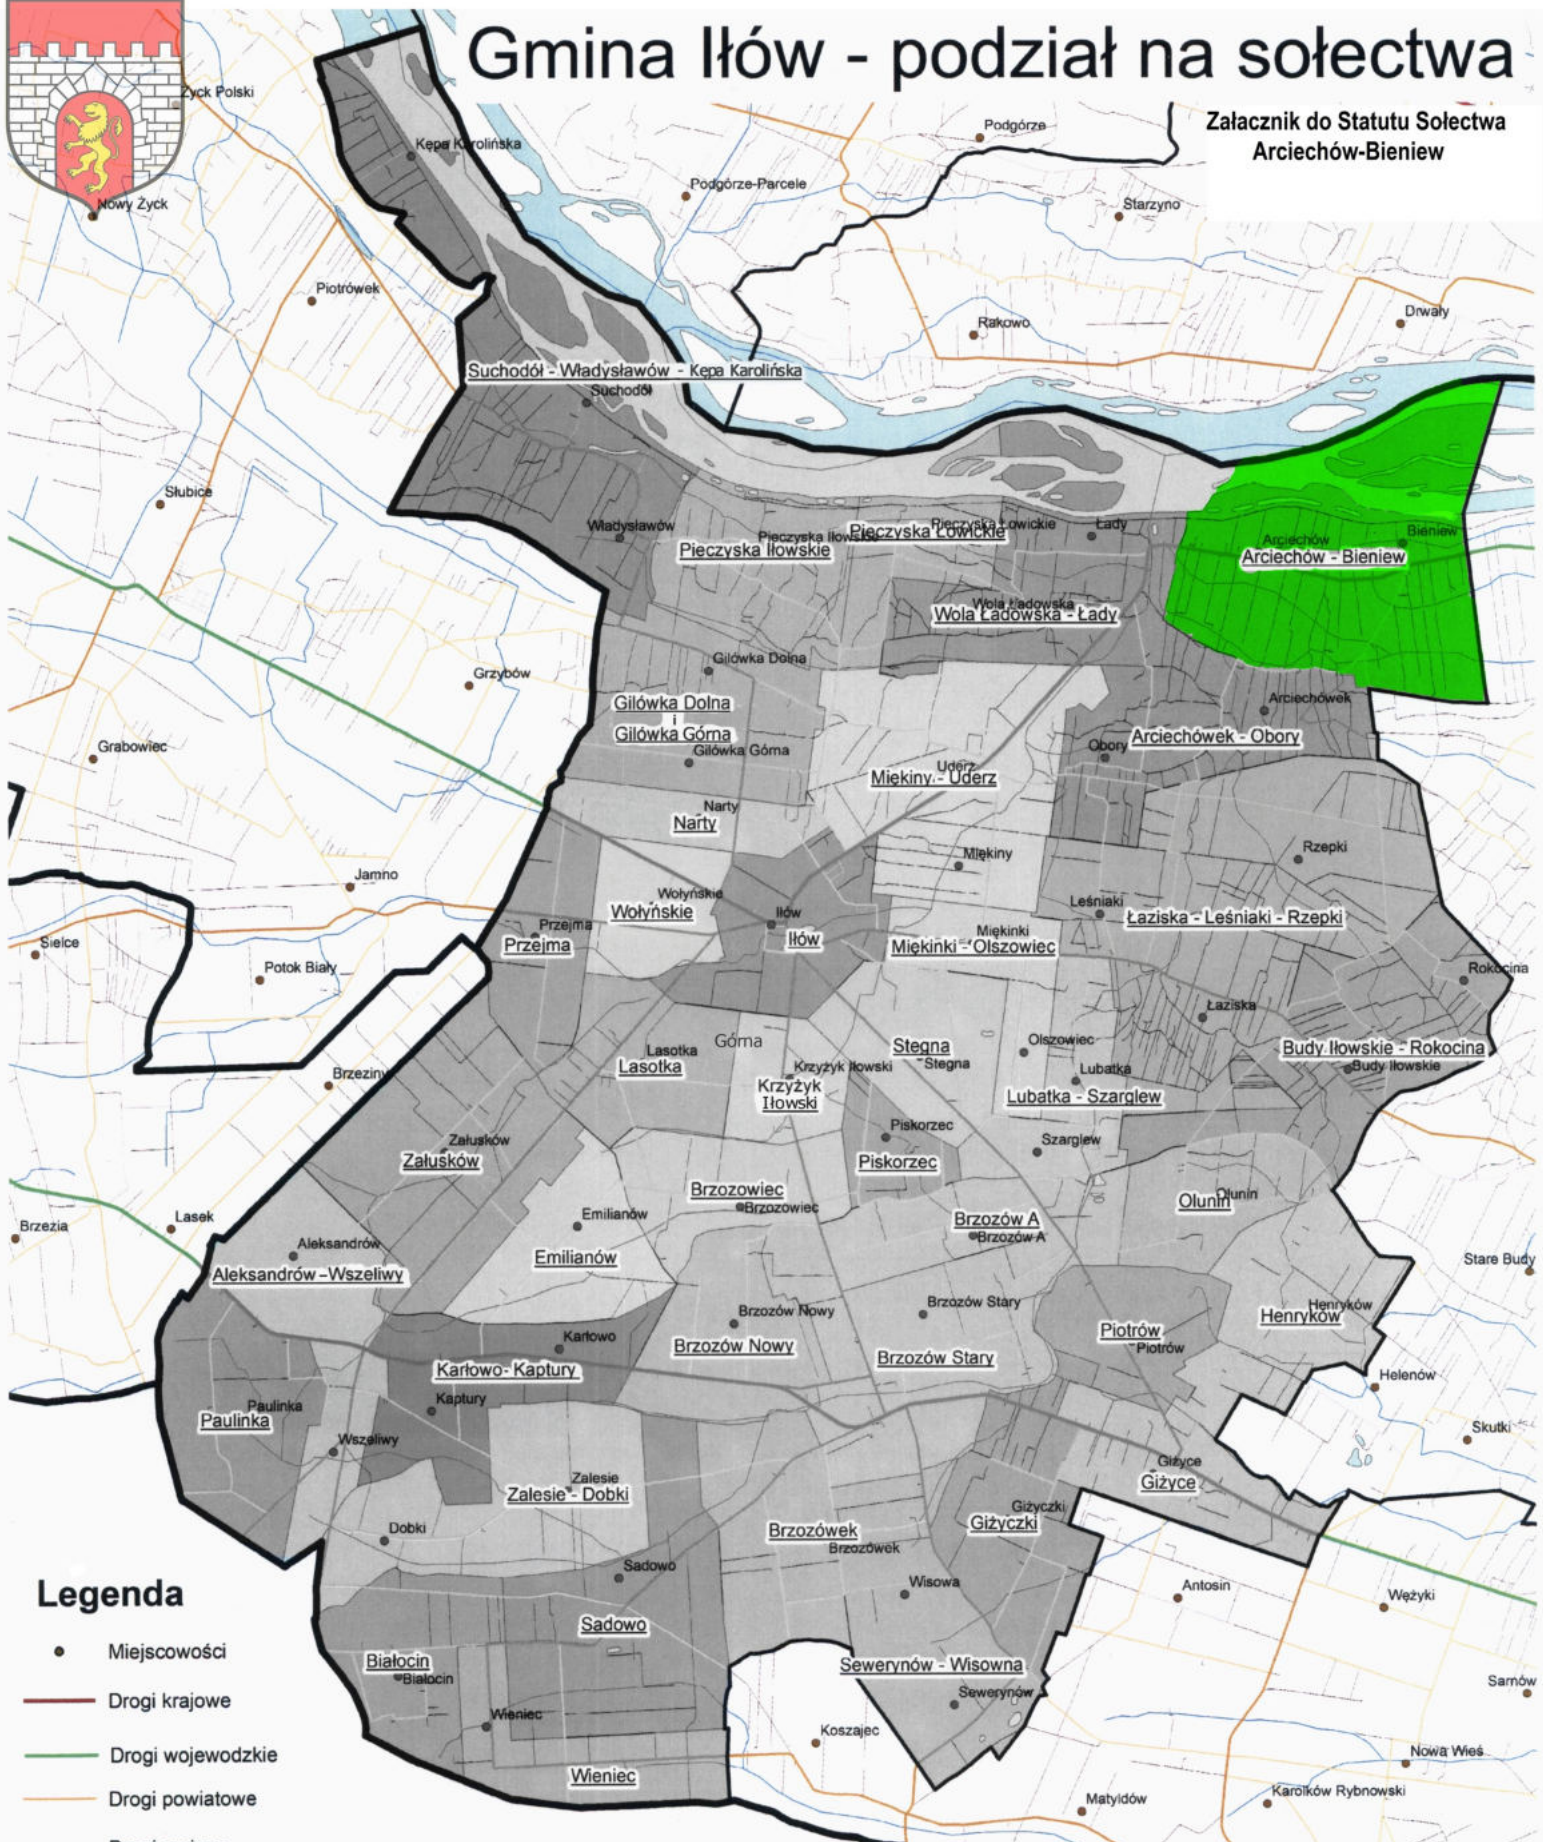 Gmina Iłów - podział na sołectwa
Załacznik do Statutu Sołectwa
Arciechów-Bieniew
Życk Polski
Nowy Życk
Kępa Karolińska
Podgórze
Podgórze-Parcele
Starzyno
Piotrówek
Rakowo
Drwały
Suchodół - Władysławów - Kępa Karolińska
Suchodół
Słubice
Władysławów
Pieczyska Iłowskie
Pieczyska Iłowskie
Pieczyska Łowickie
Pieczyska Łowickie
Łady
Arciechów
Bieniew
Arciechów - Bieniew
Wola Ładowska
Wola Ładowska - Łady
Grzybów
Gilówka Dolna
Gilówka Dolna
i
Gilówka Górna
Gilówka Górna
Arciechówek
Arciechówek - Obory
Obory
Grabowiec
Uderz
Miękiny - Uderz
Narty
Narty
Miękiny
Rzepki
Jamno
Wołyńskie
Wołyńskie
Iłów
Iłów
Leśniaki
Łaziska - Leśniaki - Rzepki
Przejma
Przejma
Miękinki
Miękinki - Olszowiec
Sielce
Potok Biały
Rokocina
Łaziska
Górna
Lasotka
Lasotka
Stegna
Stegna
Olszowiec
Budy Iłowskie - Rokocina
Budy Iłowskie
Krzyżyk Iłowski
Krzyżyk
Iłowski
Lubatka
Lubatka - Szarglew
Brzeziny
Piskorzec
Piskorzec
Szarglew
Załusków
Załusków
Brzozowiec
Brzozowiec
Olunin
Olunin
Brzezia
Lasek
Emilianów
Emilianów
Brzozów A
Brzozów A
Aleksandrów
Aleksandrów - Wszeliwy
Stare Budy
Brzozów Nowy
Brzozów Nowy
Brzozów Stary
Brzozów Stary
Henryków
Henryków
Karłowo
Karłowo - Kaptury
Piotrów
Piotrów
Helenów
Kaptury
Paulinka
Paulinka
Wszeliwy
Skutki
Zalesie
Zalesie - Dobki
Giżyce
Giżyce
Giżyczki
Giżyczki
Dobki
Brzozówek
Brzozówek
Sadowo
Sadowo
Wisowa
Antosin
Wężyki
Legenda
Miejscowości
Drogi krajowe
Drogi wojewodzkie
Drogi powiatowe
Białocin
Białocin
Sewerynów - Wisowna
Sewerynów
Sarnów
Wieniec
Wieniec
Koszajec
Nowa Wieś
Matyldów
Karolków Rybnowski